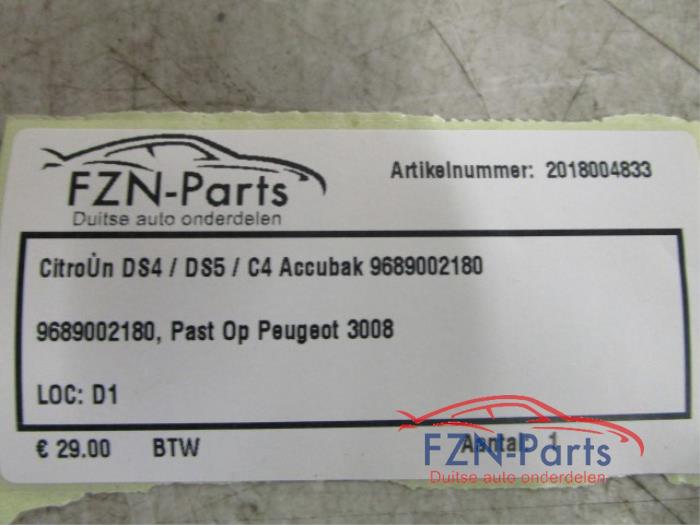 FZN-Parts
Duitse auto onderdelen
Artikelnummer: 2018004833
CitroÙn DS4 / DS5 / C4 Accubak 9689002180
9689002180, Past Op Peugeot 3008
LOC: D1
€ 29.00 BTW Aantal: 1
FZN-Parts
Duitse auto onderdelen